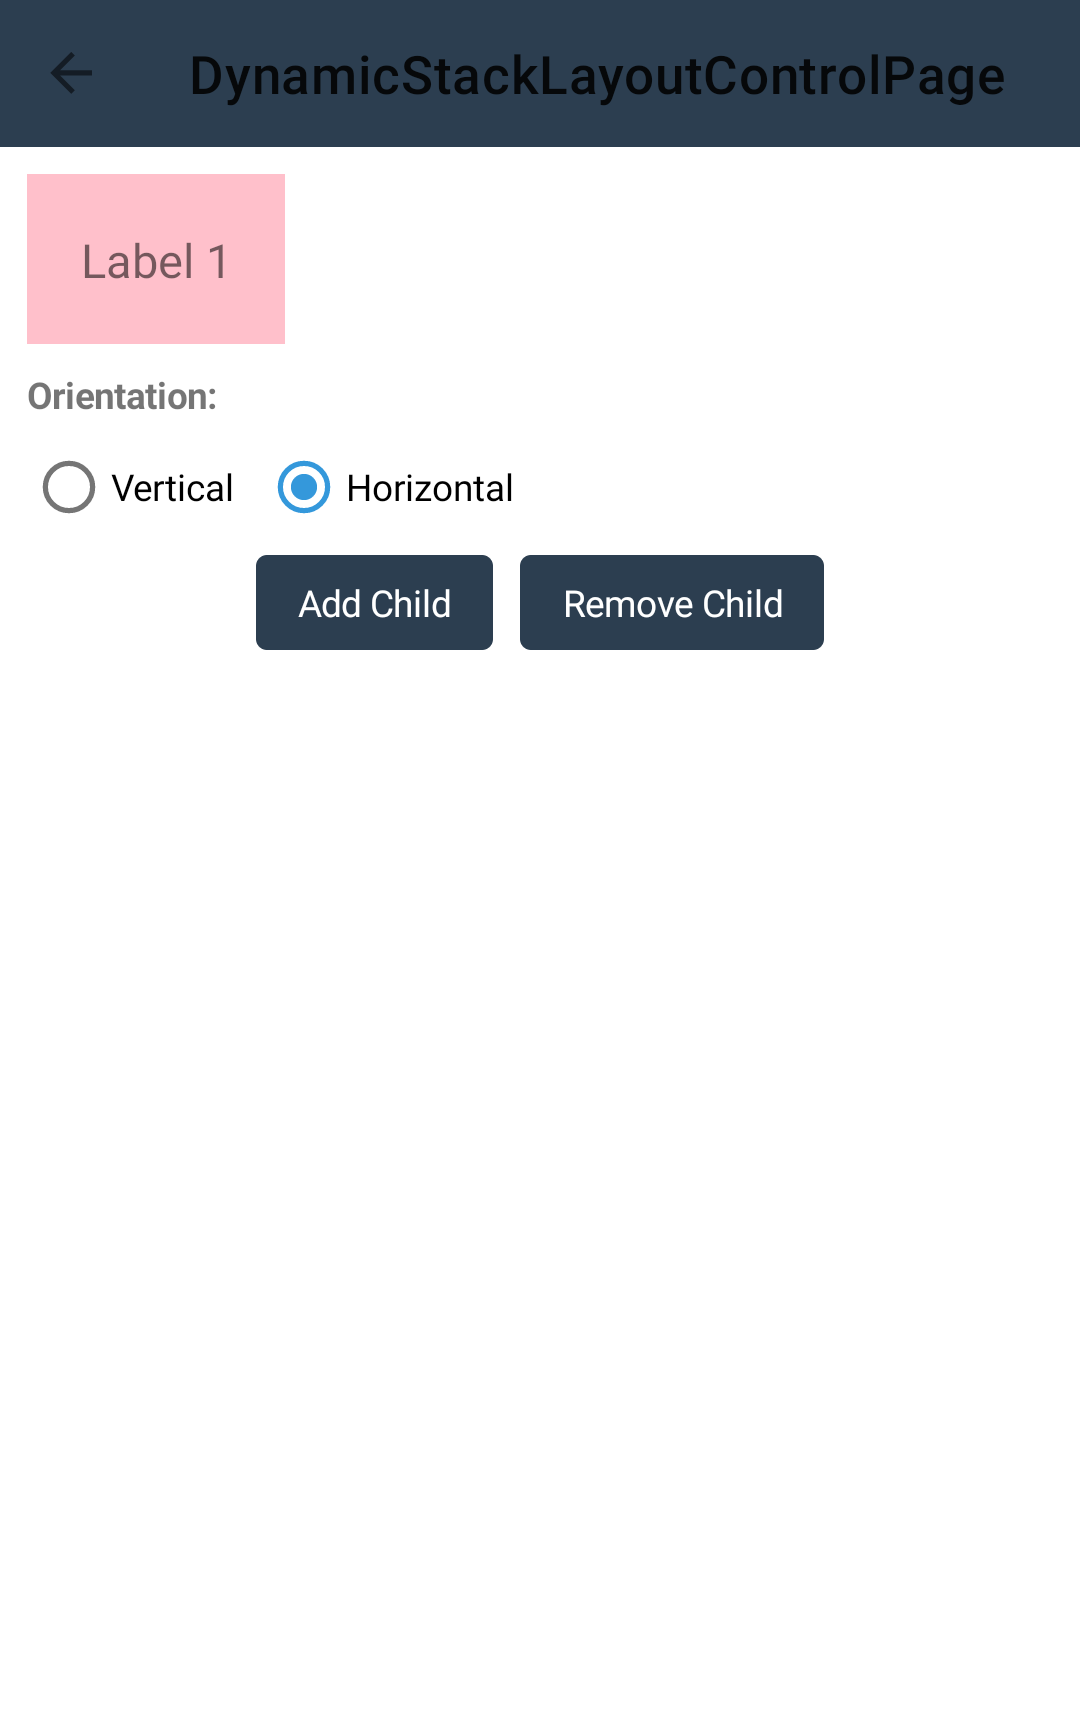 DynamicStackLayoutControlPage
Label 1
Orientation:
Vertical Horizontal
Add Child Remove Child